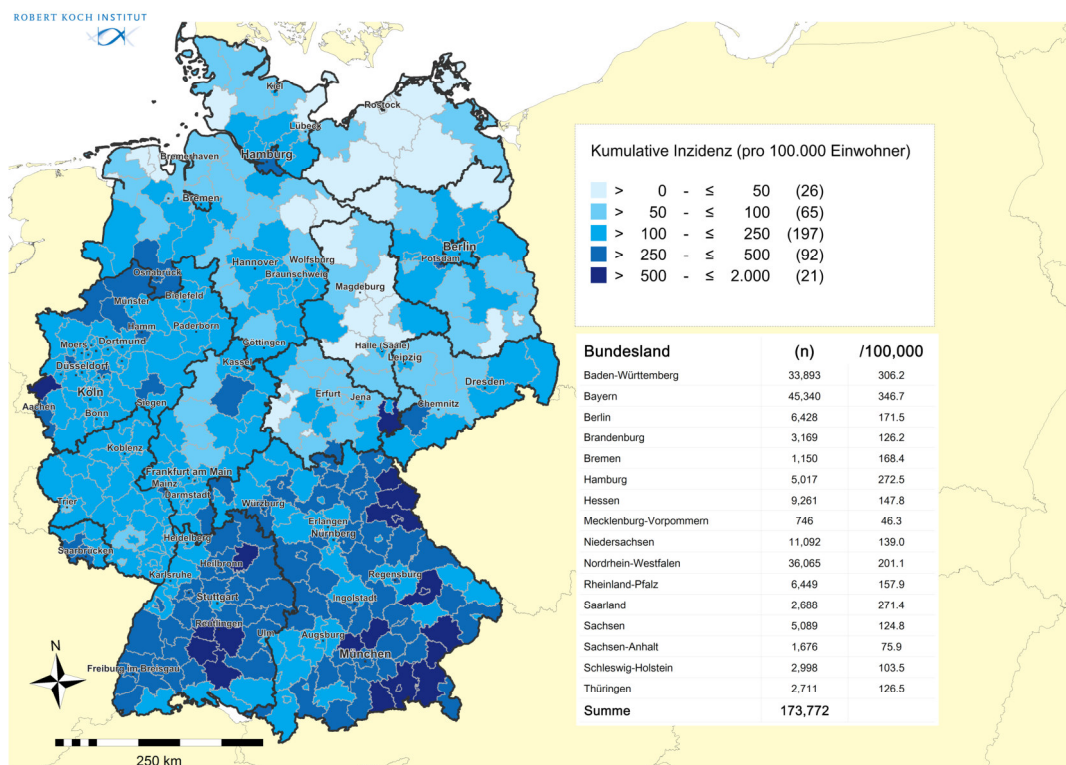 ROBERT KOCH INSTITUT
Kiel
Rostock
Lübeck
Hamburg
Bremerhaven
Bremen
Berlin
Potsdam
Hannover
Wolfsburg
Braunschweig
Magdeburg
Osnabrück
Münster
Bielefeld
Hamm
Paderborn
Moers
Dortmund
Düsseldorf
Göttingen
Kassel
Halle (Saale)
Leipzig
Dresden
Köln
Aachen
Bonn
Siegen
Erfurt
Jena
Chemnitz
Koblenz
Frankfurt am Main
Mainz
Darmstadt
Trier
Würzburg
Erlangen
Nürnberg
Saarbrücken
Heidelberg
Heilbronn
Karlsruhe
Regensburg
Stuttgart
Ingolstadt
Reutlingen
Ulm
Augsburg
München
Freiburg im Breisgau
N
250 km
Kumulative Inzidenz (pro 100.000 Einwohner)
> 0 - ≤ 50 (26)
> 50 - ≤ 100 (65)
> 100 - ≤ 250 (197)
> 250 - ≤ 500 (92)
> 500 - ≤ 2.000 (21)
Bundesland (n) /100,000
Baden-Württemberg 33,893 306.2
Bayern 45,340 346.7
Berlin 6,428 171.5
Brandenburg 3,169 126.2
Bremen 1,150 168.4
Hamburg 5,017 272.5
Hessen 9,261 147.8
Mecklenburg-Vorpommern 746 46.3
Niedersachsen 11,092 139.0
Nordrhein-Westfalen 36,065 201.1
Rheinland-Pfalz 6,449 157.9
Saarland 2,688 271.4
Sachsen 5,089 124.8
Sachsen-Anhalt 1,676 75.9
Schleswig-Holstein 2,998 103.5
Thüringen 2,711 126.5
Summe 173,772